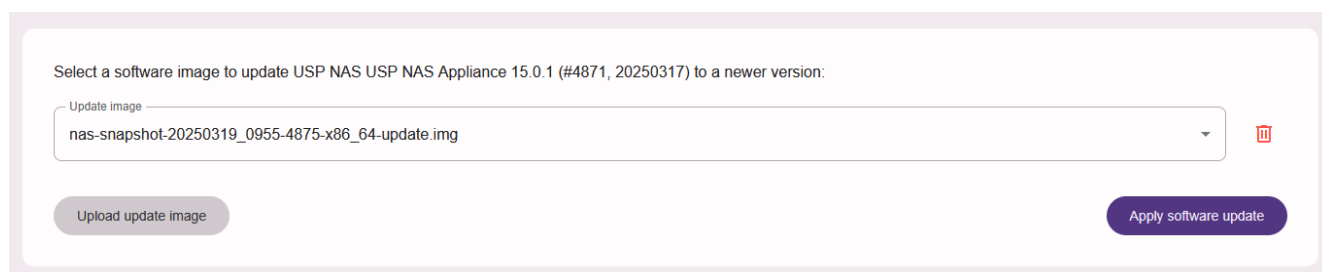 Select a software image to update USP NAS USP NAS Appliance 15.0.1 (#4871, 20250317) to a newer version:
Update image
nas-snapshot-20250319_0955-4875-x86_64-update.img
Upload update image
Apply software update